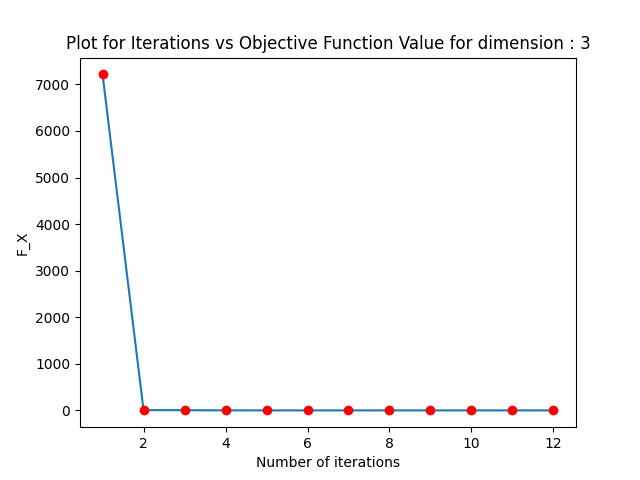 Plot for Iterations vs Objective Function Value for dimension : 3
7000
6000
5000
4000
3000
2000
1000
0
F_X
2 4 6 8 10 12
Number of iterations